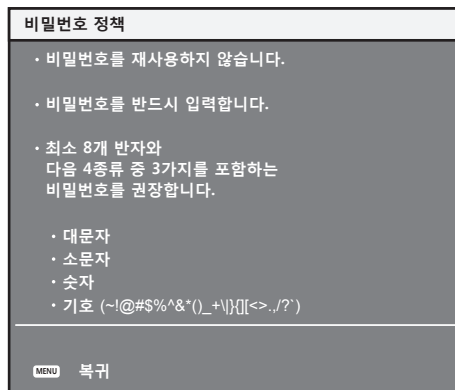 비밀번호 정책
· 비밀번호를 재사용하지 않습니다.
· 비밀번호를 반드시 입력합니다.
· 최소 8개 반자와
다음 4종류 중 3가지를 포함하는
비밀번호를 권장합니다.
· 대문자
· 소문자
· 숫자
· 기호 (~!@#$%^&*()_+\|}{][<>.,/?`)
MENU 복귀